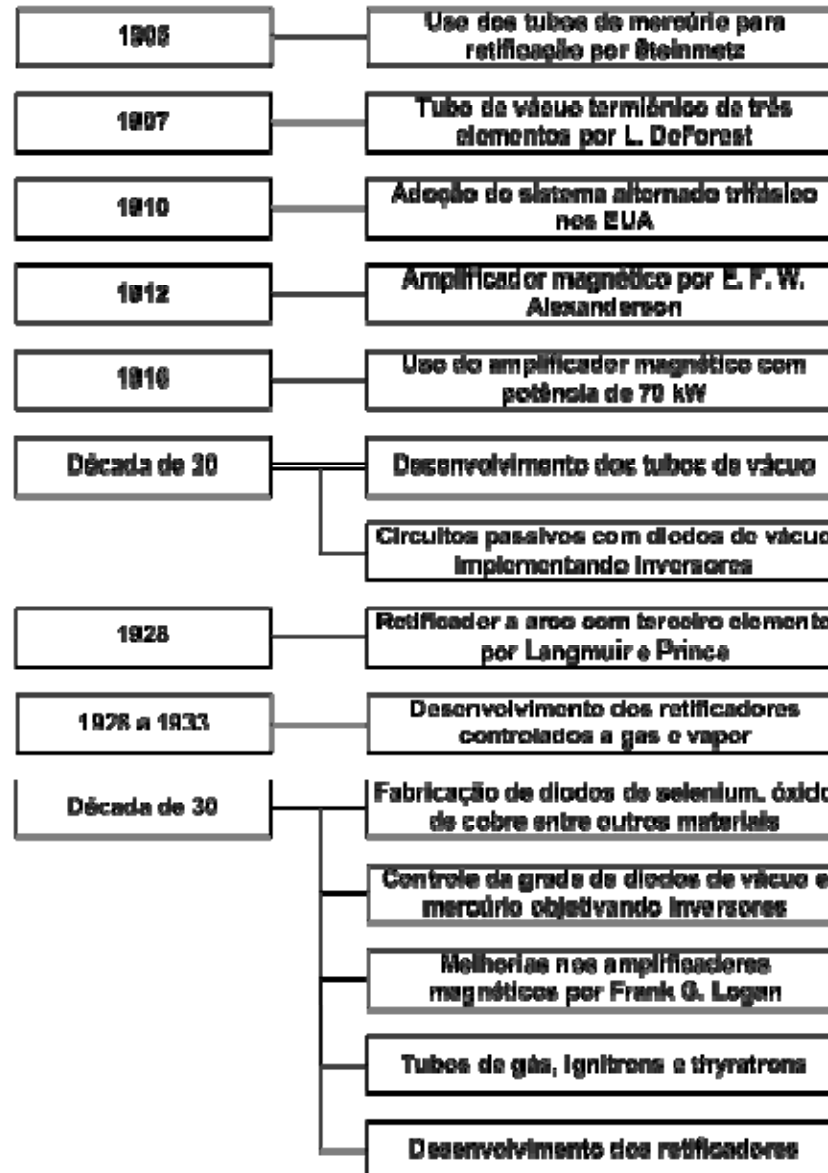 1905
Uso dos tubos de mercúrio para
retificação por Steinmetz
1907
Tubo de vácuo termiônico de três
elementos por L. DeForest
1910
Adoção do sistema alternado trifásico
nos EUA
1912
Amplificador magnético por E. F. W.
Alexanderson
1916
Uso do amplificador magnético com
potência de 70 kW
Década de 20
Desenvolvimento dos tubos de vácuo
Circuitos passivos com diodos de vácuo
implementando inversores
1928
Retificador a arco com terceiro elemento
por Langmuir e Prince
1928 a 1933
Desenvolvimento dos retificadores
controlados a gas e vapor
Década de 30
Fabricação de diodos de selenium, óxido
de cobre entre outros materiais
Controle da grade de diodos de vácuo e
mercúrio objetivando inversores
Melhorias nos amplificadores
magnéticos por Frank G. Logan
Tubos de gás, ignitrons e thyratrons
Desenvolvimento dos retificadores